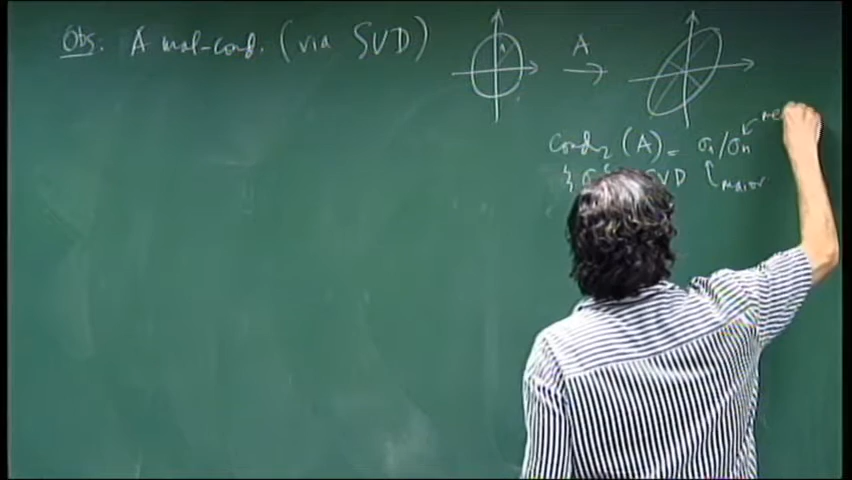 Obs: A mal-cond. (via SVD)
A
cond₂ (A) = σ₁/σₙ
SVD
maior